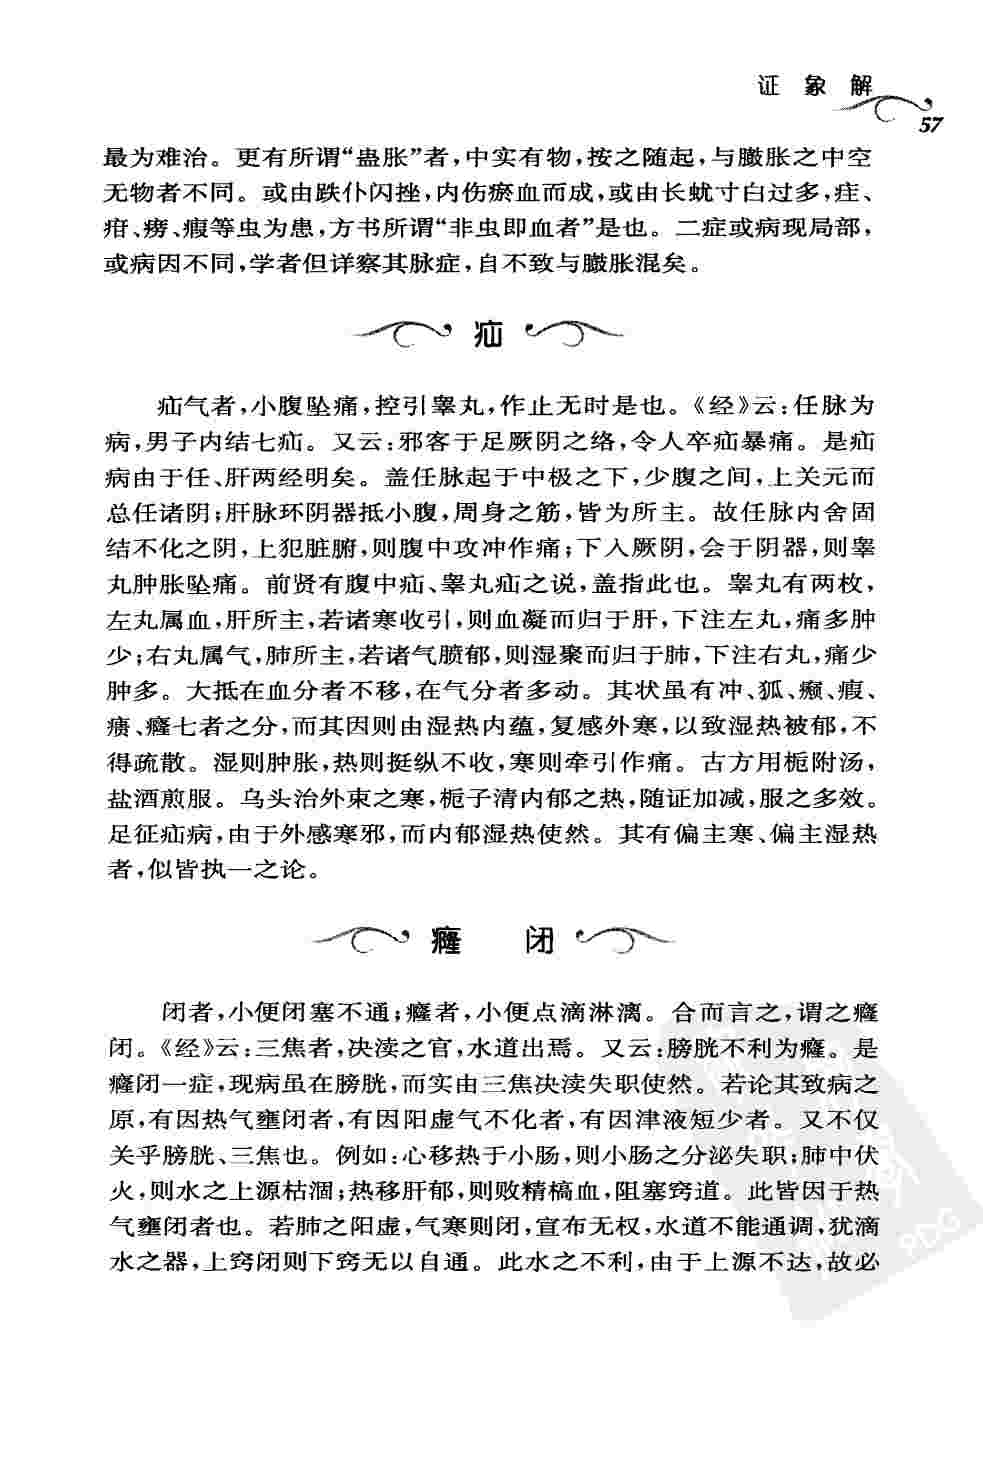 证 象 解
57
最为难治。更有所谓“蛊胀”者，中实有物，按之随起，与臌胀之中空
无物者不同。或由跌仆闪挫，内伤瘀血而成，或由长蚘寸白过多，疰、
疳、痨、瘕等虫为患，方书所谓“非虫即血者”是也。二症或病现局部，
或病因不同，学者但详察其脉症，自不致与臌胀混矣。
疝
疝气者，小腹坠痛，控引睾丸，作止无时是也。《经》云：任脉为
病，男子内结七疝。又云：邪客于足厥阴之络，令人卒疝暴痛。是疝
病由于任、肝两经明矣。盖任脉起于中极之下，少腹之间，上关元而
总任诸阴；肝脉环阴器抵小腹，周身之筋，皆为所主。故任脉内舍固
结不化之阴，上犯脏腑，则腹中攻冲作痛；下入厥阴，会于阴器，则睾
丸肿胀坠痛。前贤有腹中疝、睾丸疝之说，盖指此也。睾丸有两枚，
左丸属血，肝所主，若诸寒收引，则血凝而归于肝，下注左丸，痛多肿
少；右丸属气，肺所主，若诸气膹郁，则湿聚而归于肺，下注右丸，痛少
肿多。大抵在血分者不移，在气分者多动。其状虽有冲、狐、癞、瘕、
㿉、癃七者之分，而其因则由湿热内蕴，复感外寒，以致湿热被郁，不
得疏散。湿则肿胀，热则挺纵不收，寒则牵引作痛。古方用栀附汤，
盐酒煎服。乌头治外束之寒，栀子清内郁之热，随证加减，服之多效。
足征疝病，由于外感寒邪，而内郁湿热使然。其有偏主寒、偏主湿热
者，似皆执一之论。
癃 闭
闭者，小便闭塞不通；癃者，小便点滴淋漓。合而言之，谓之癃
闭。《经》云：三焦者，决渎之官，水道出焉。又云：膀胱不利为癃。是
癃闭一症，现病虽在膀胱，而实由三焦决渎失职使然。若论其致病之
原，有因热气壅闭者，有因阳虚气不化者，有因津液短少者。又不仅
关乎膀胱、三焦也。例如：心移热于小肠，则小肠之分泌失职；肺中伏
火，则水之上源枯涸；热移肝郁，则败精槁血，阻塞窍道。此皆因于热
气壅闭者也。若肺之阳虚，气寒则闭，宣布无权，水道不能通调，犹滴
水之器，上窍闭则下窍无以自通。此水之不利，由于上源不达，故必
PDG